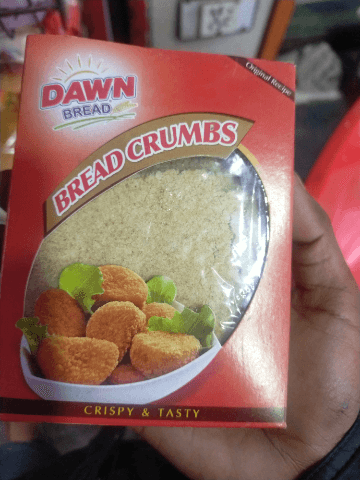 Original Recipe
DAWN
BREAD
BREAD CRUMBS
CRISPY & TASTY